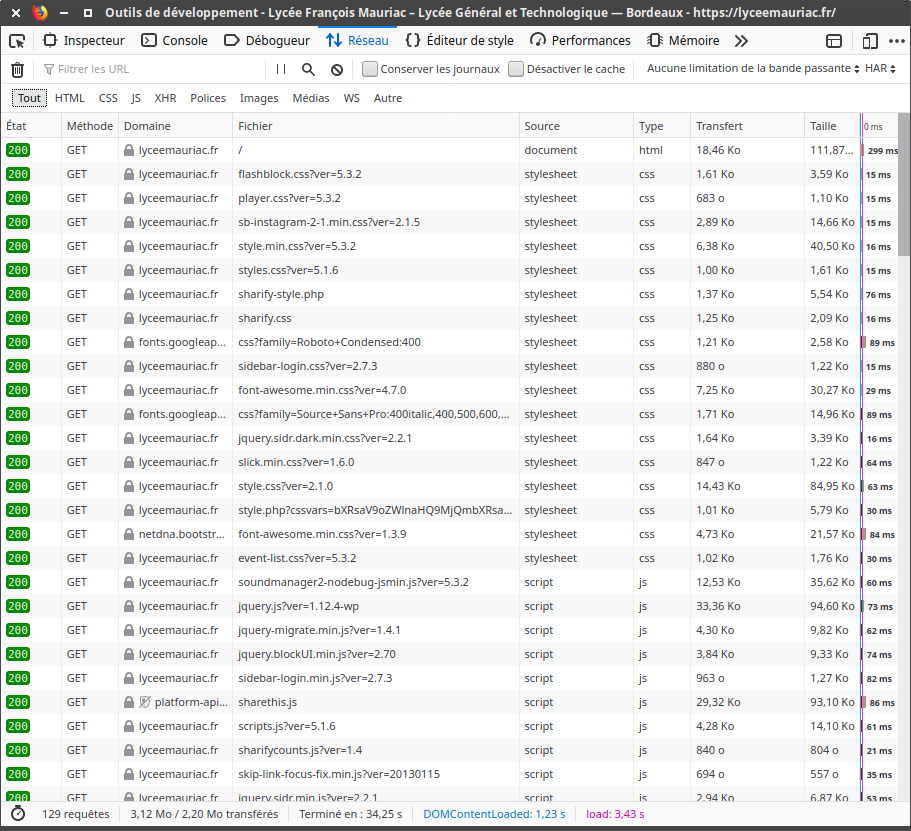 Outils de développement - Lycée François Mauriac – Lycée Général et Technologique — Bordeaux - https://lyceemauriac.fr/
Inspecteur Console Débogueur Réseau Éditeur de style Performances Mémoire
Filtrer les URL Conserver les journaux Désactiver le cache Aucune limitation de la bande passante HAR
Tout HTML CSS JS XHR Polices Images Médias WS Autre
État Méthode Domaine Fichier Source Type Transfert Taille 0 ms
200 GET lyceemauriac.fr / document html 18,46 Ko 111,87... 299 ms
200 GET lyceemauriac.fr flashblock.css?ver=5.3.2 stylesheet css 1,61 Ko 3,59 Ko 15 ms
200 GET lyceemauriac.fr player.css?ver=5.3.2 stylesheet css 683 o 1,10 Ko 15 ms
200 GET lyceemauriac.fr sb-instagram-2-1.min.css?ver=2.1.5 stylesheet css 2,89 Ko 14,66 Ko 15 ms
200 GET lyceemauriac.fr style.min.css?ver=5.3.2 stylesheet css 6,38 Ko 40,50 Ko 16 ms
200 GET lyceemauriac.fr styles.css?ver=5.1.6 stylesheet css 1,00 Ko 1,61 Ko 15 ms
200 GET lyceemauriac.fr sharify-style.php stylesheet css 1,37 Ko 5,54 Ko 76 ms
200 GET lyceemauriac.fr sharify.css stylesheet css 1,25 Ko 2,09 Ko 16 ms
200 GET fonts.googleap... css?family=Roboto+Condensed:400 stylesheet css 1,21 Ko 2,58 Ko 89 ms
200 GET lyceemauriac.fr sidebar-login.css?ver=2.7.3 stylesheet css 880 o 1,22 Ko 15 ms
200 GET lyceemauriac.fr font-awesome.min.css?ver=4.7.0 stylesheet css 7,25 Ko 30,27 Ko 29 ms
200 GET fonts.googleap... css?family=Source+Sans+Pro:400italic,400,500,600,... stylesheet css 1,71 Ko 14,96 Ko 89 ms
200 GET lyceemauriac.fr jquery.sidr.dark.min.css?ver=2.2.1 stylesheet css 1,64 Ko 3,39 Ko 16 ms
200 GET lyceemauriac.fr slick.min.css?ver=1.6.0 stylesheet css 847 o 1,22 Ko 64 ms
200 GET lyceemauriac.fr style.css?ver=2.1.0 stylesheet css 14,43 Ko 84,95 Ko 63 ms
200 GET lyceemauriac.fr style.php?cssvars=bXRsaV9oZWlnaHQ9MjQmbXRsa... stylesheet css 1,01 Ko 5,79 Ko 30 ms
200 GET netdna.bootstr... font-awesome.min.css?ver=1.3.9 stylesheet css 4,73 Ko 21,57 Ko 84 ms
200 GET lyceemauriac.fr event-list.css?ver=5.3.2 stylesheet css 1,02 Ko 1,76 Ko 30 ms
200 GET lyceemauriac.fr soundmanager2-nodebug-jsmin.js?ver=5.3.2 script js 12,53 Ko 35,62 Ko 60 ms
200 GET lyceemauriac.fr jquery.js?ver=1.12.4-wp script js 33,36 Ko 94,60 Ko 73 ms
200 GET lyceemauriac.fr jquery-migrate.min.js?ver=1.4.1 script js 4,30 Ko 9,82 Ko 62 ms
200 GET lyceemauriac.fr jquery.blockUI.min.js?ver=2.70 script js 3,84 Ko 9,33 Ko 74 ms
200 GET lyceemauriac.fr sidebar-login.min.js?ver=2.7.3 script js 963 o 1,27 Ko 82 ms
200 GET platform-api... sharethis.js script js 29,32 Ko 93,10 Ko 86 ms
200 GET lyceemauriac.fr scripts.js?ver=5.1.6 script js 4,28 Ko 14,10 Ko 61 ms
200 GET lyceemauriac.fr sharifycounts.js?ver=1.4 script js 840 o 804 o 21 ms
200 GET lyceemauriac.fr skip-link-focus-fix.min.js?ver=20130115 script js 694 o 557 o 35 ms
200 GET lyceemauriac.fr jquery.sidr.min.js?ver=2.2.1 script js 2,94 Ko 6,87 Ko 53 ms
129 requêtes 3,12 Mo / 2,20 Mo transférés Terminé en : 34,25 s DOMContentLoaded: 1,23 s load: 3,43 s